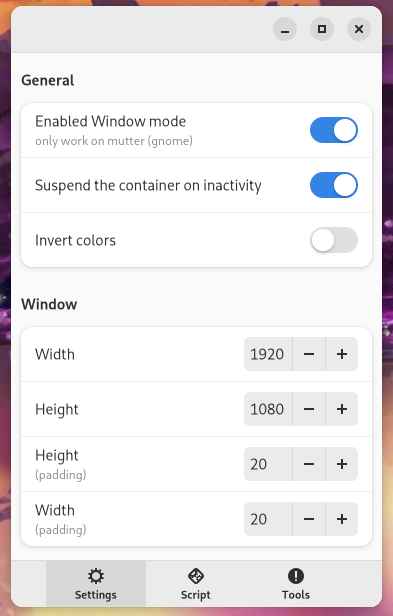 General
Enabled Window mode
only work on mutter (gnome)
Suspend the container on inactivity
Invert colors
Window
Width 1920
Height 1080
Height 20
(padding)
Width 20
(padding)
Settings Script Tools